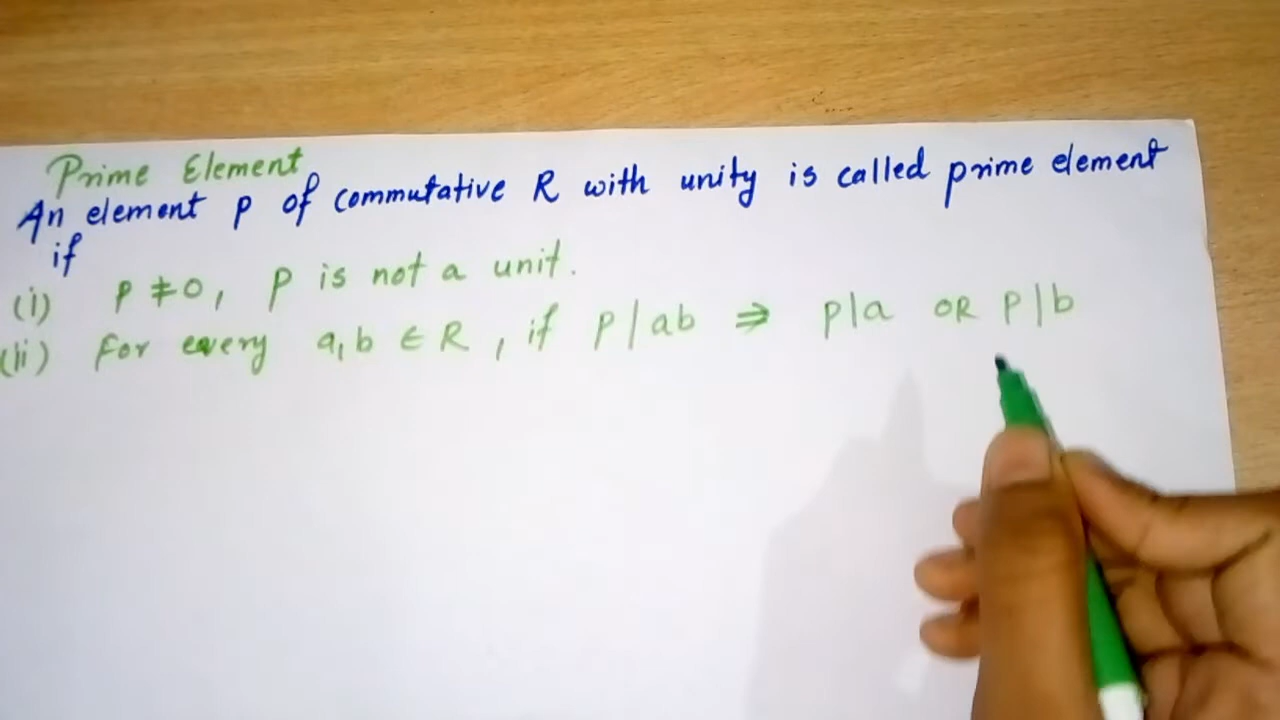 Prime Element
An element p of commutative R with unity is called prime element
if
(i) P ≠ 0, P is not a unit.
(ii) For every a, b ∈ R, if P | ab ⇒ p|a OR P|b